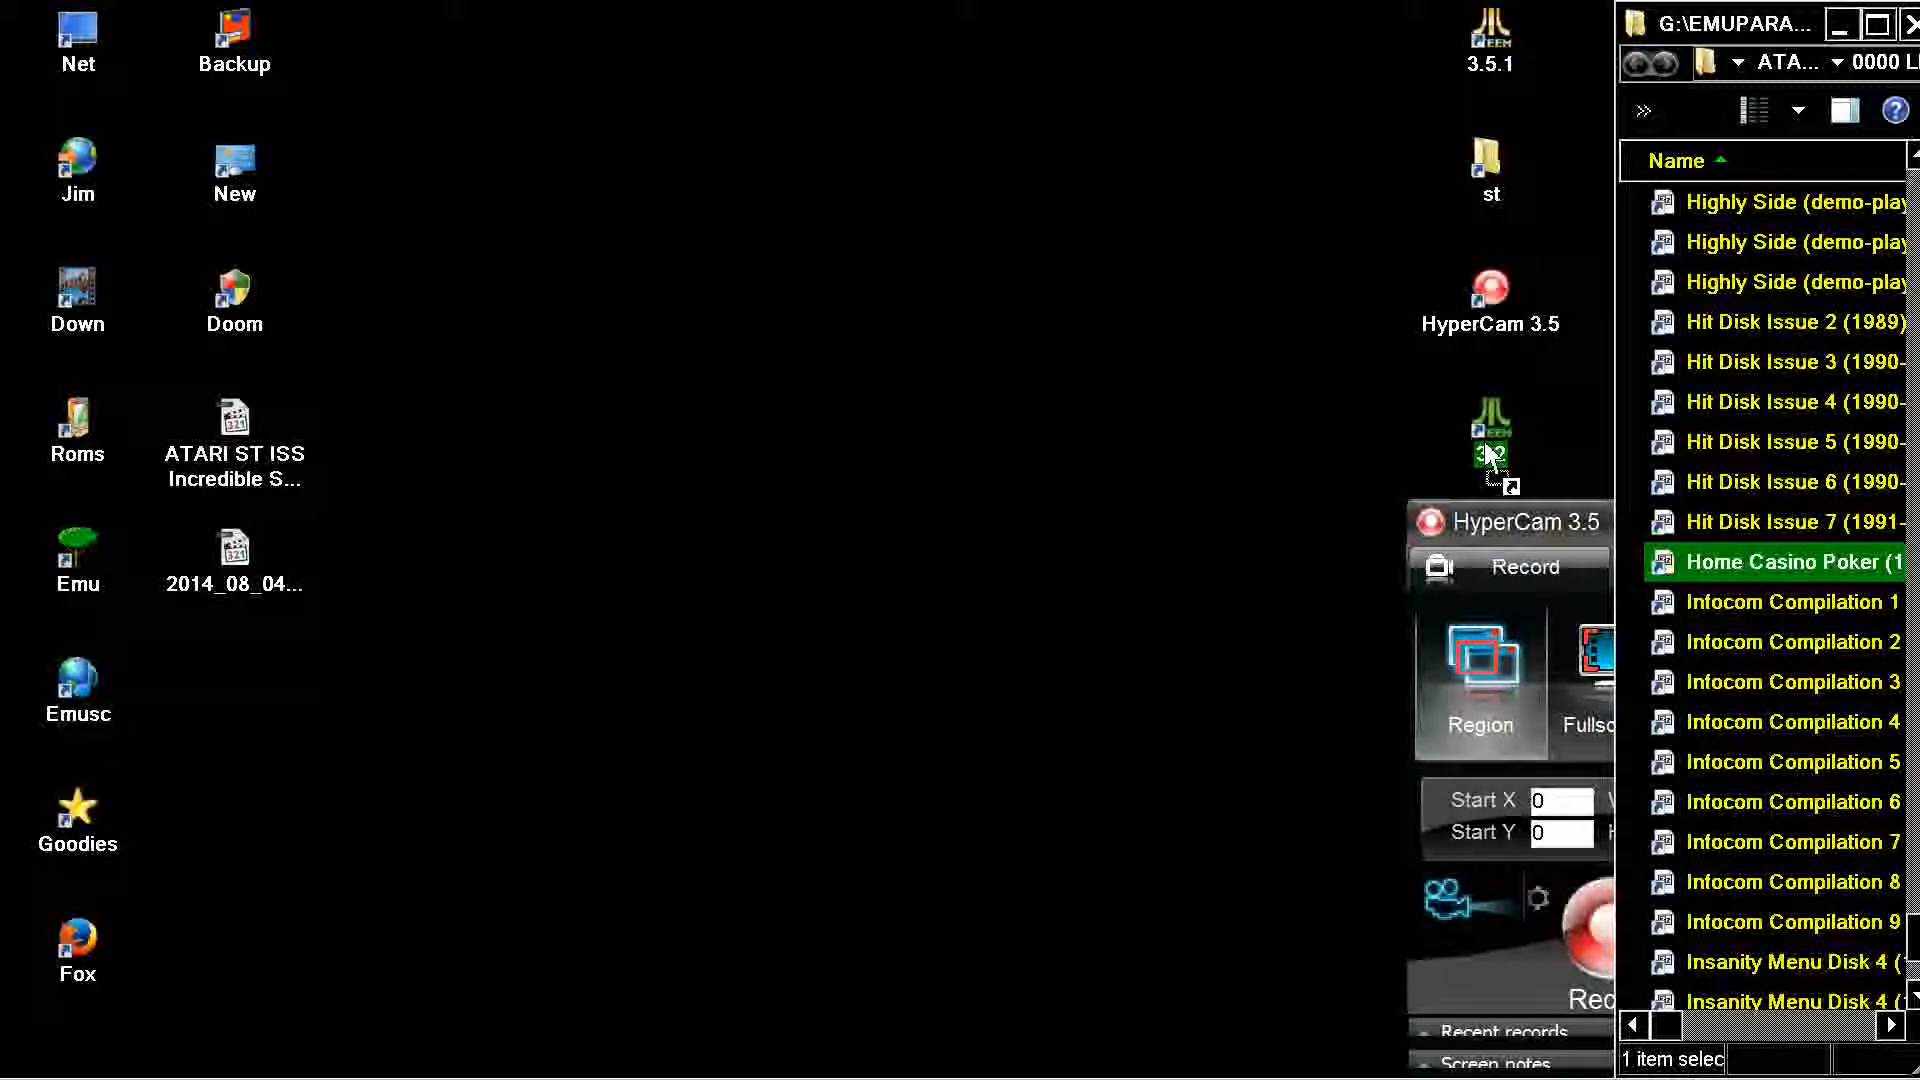 Net
Backup
Jim
New
Down
Doom
Roms
ATARI ST ISS
Incredible S...
Emu
2014_08_04...
Emusc
Goodies
Fox
3.5.1
st
HyperCam 3.5
HyperCam 3.5
Record
Region
Start X 0
Start Y 0
Rec
Recent records
Screen notes
G:\EMUPARA...
ATA... 0000 L
Name
Highly Side (demo-play
Highly Side (demo-play
Highly Side (demo-play
Hit Disk Issue 2 (1989)
Hit Disk Issue 3 (1990-
Hit Disk Issue 4 (1990-
Hit Disk Issue 5 (1990-
Hit Disk Issue 6 (1990-
Hit Disk Issue 7 (1991-
Home Casino Poker (1
Infocom Compilation 1
Infocom Compilation 2
Infocom Compilation 3
Infocom Compilation 4
Infocom Compilation 5
Infocom Compilation 6
Infocom Compilation 7
Infocom Compilation 8
Infocom Compilation 9
Insanity Menu Disk 4 (
Insanity Menu Disk 4 (
1 item selec